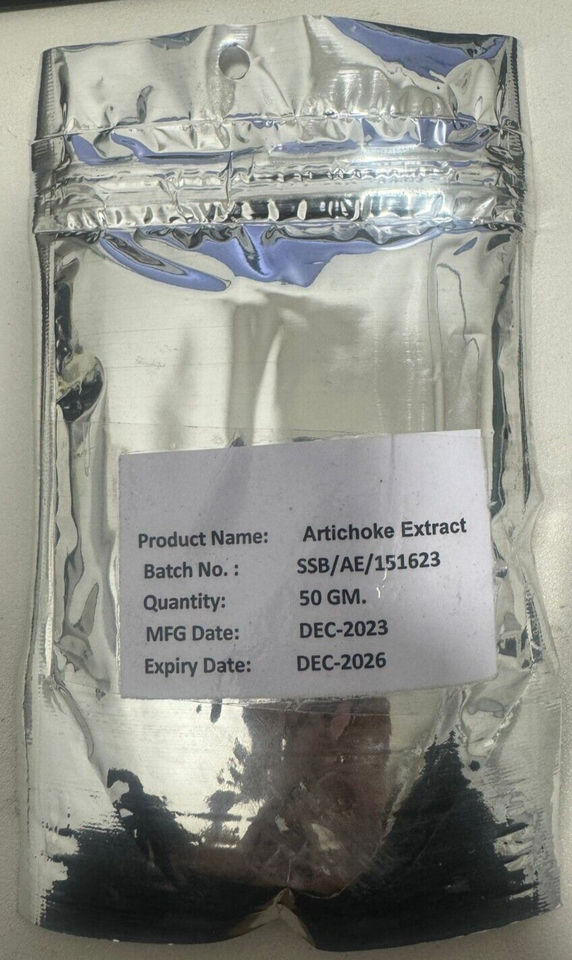 Product Name: Artichoke Extract
Batch No. : SSB/AE/151623
Quantity: 50 GM.
MFG Date: DEC-2023
Expiry Date: DEC-2026